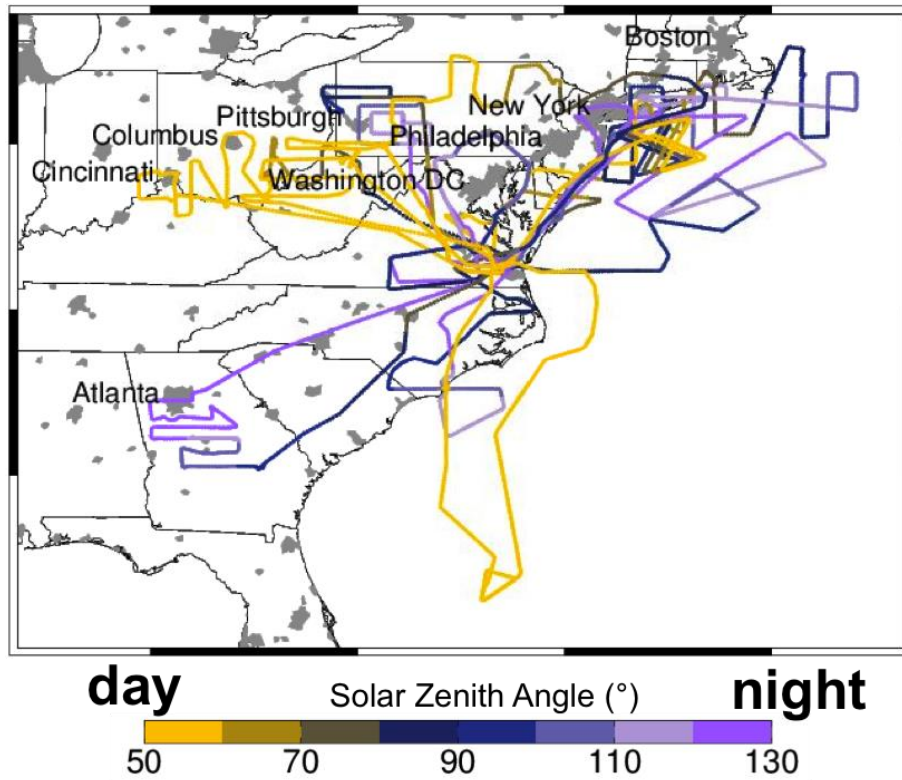 Boston
New York
Pittsburgh
Columbus
Philadelphia
Cincinnati
Washington DC
Atlanta
day
Solar Zenith Angle (°)
night
50
70
90
110
130